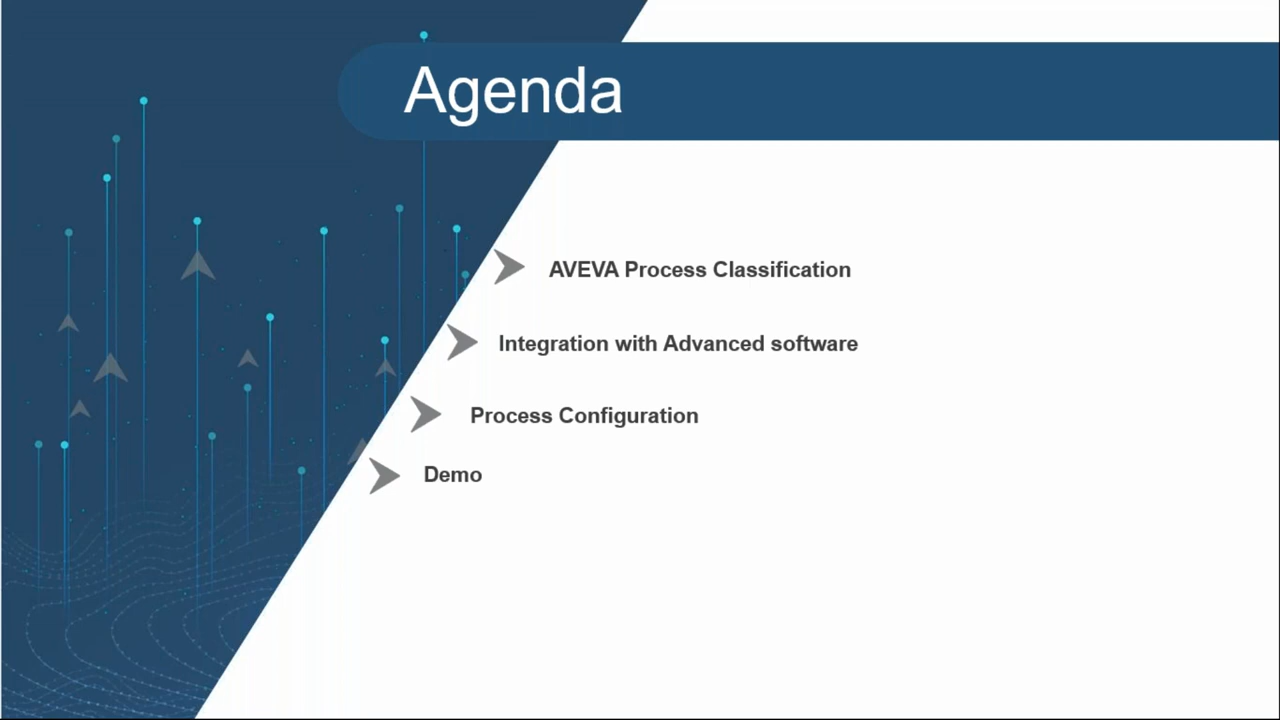 Agenda
AVEVA Process Classification
Integration with Advanced software
Process Configuration
Demo